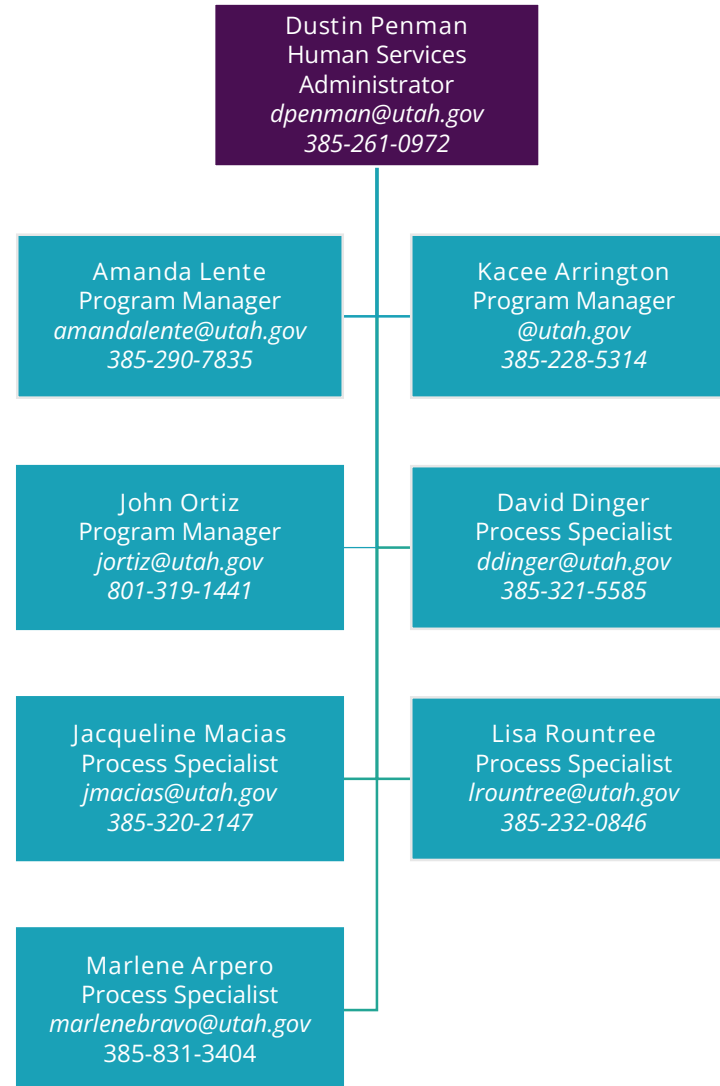 Dustin Penman
Human Services
Administrator
dpenman@utah.gov
385-261-0972
Amanda Lente
Program Manager
amandalente@utah.gov
385-290-7835
Kacee Arrington
Program Manager
@utah.gov
385-228-5314
John Ortiz
Program Manager
jortiz@utah.gov
801-319-1441
David Dinger
Process Specialist
ddinger@utah.gov
385-321-5585
Jacqueline Macias
Process Specialist
jmacias@utah.gov
385-320-2147
Lisa Rountree
Process Specialist
lrountree@utah.gov
385-232-0846
Marlene Arpero
Process Specialist
marlenebravo@utah.gov
385-831-3404